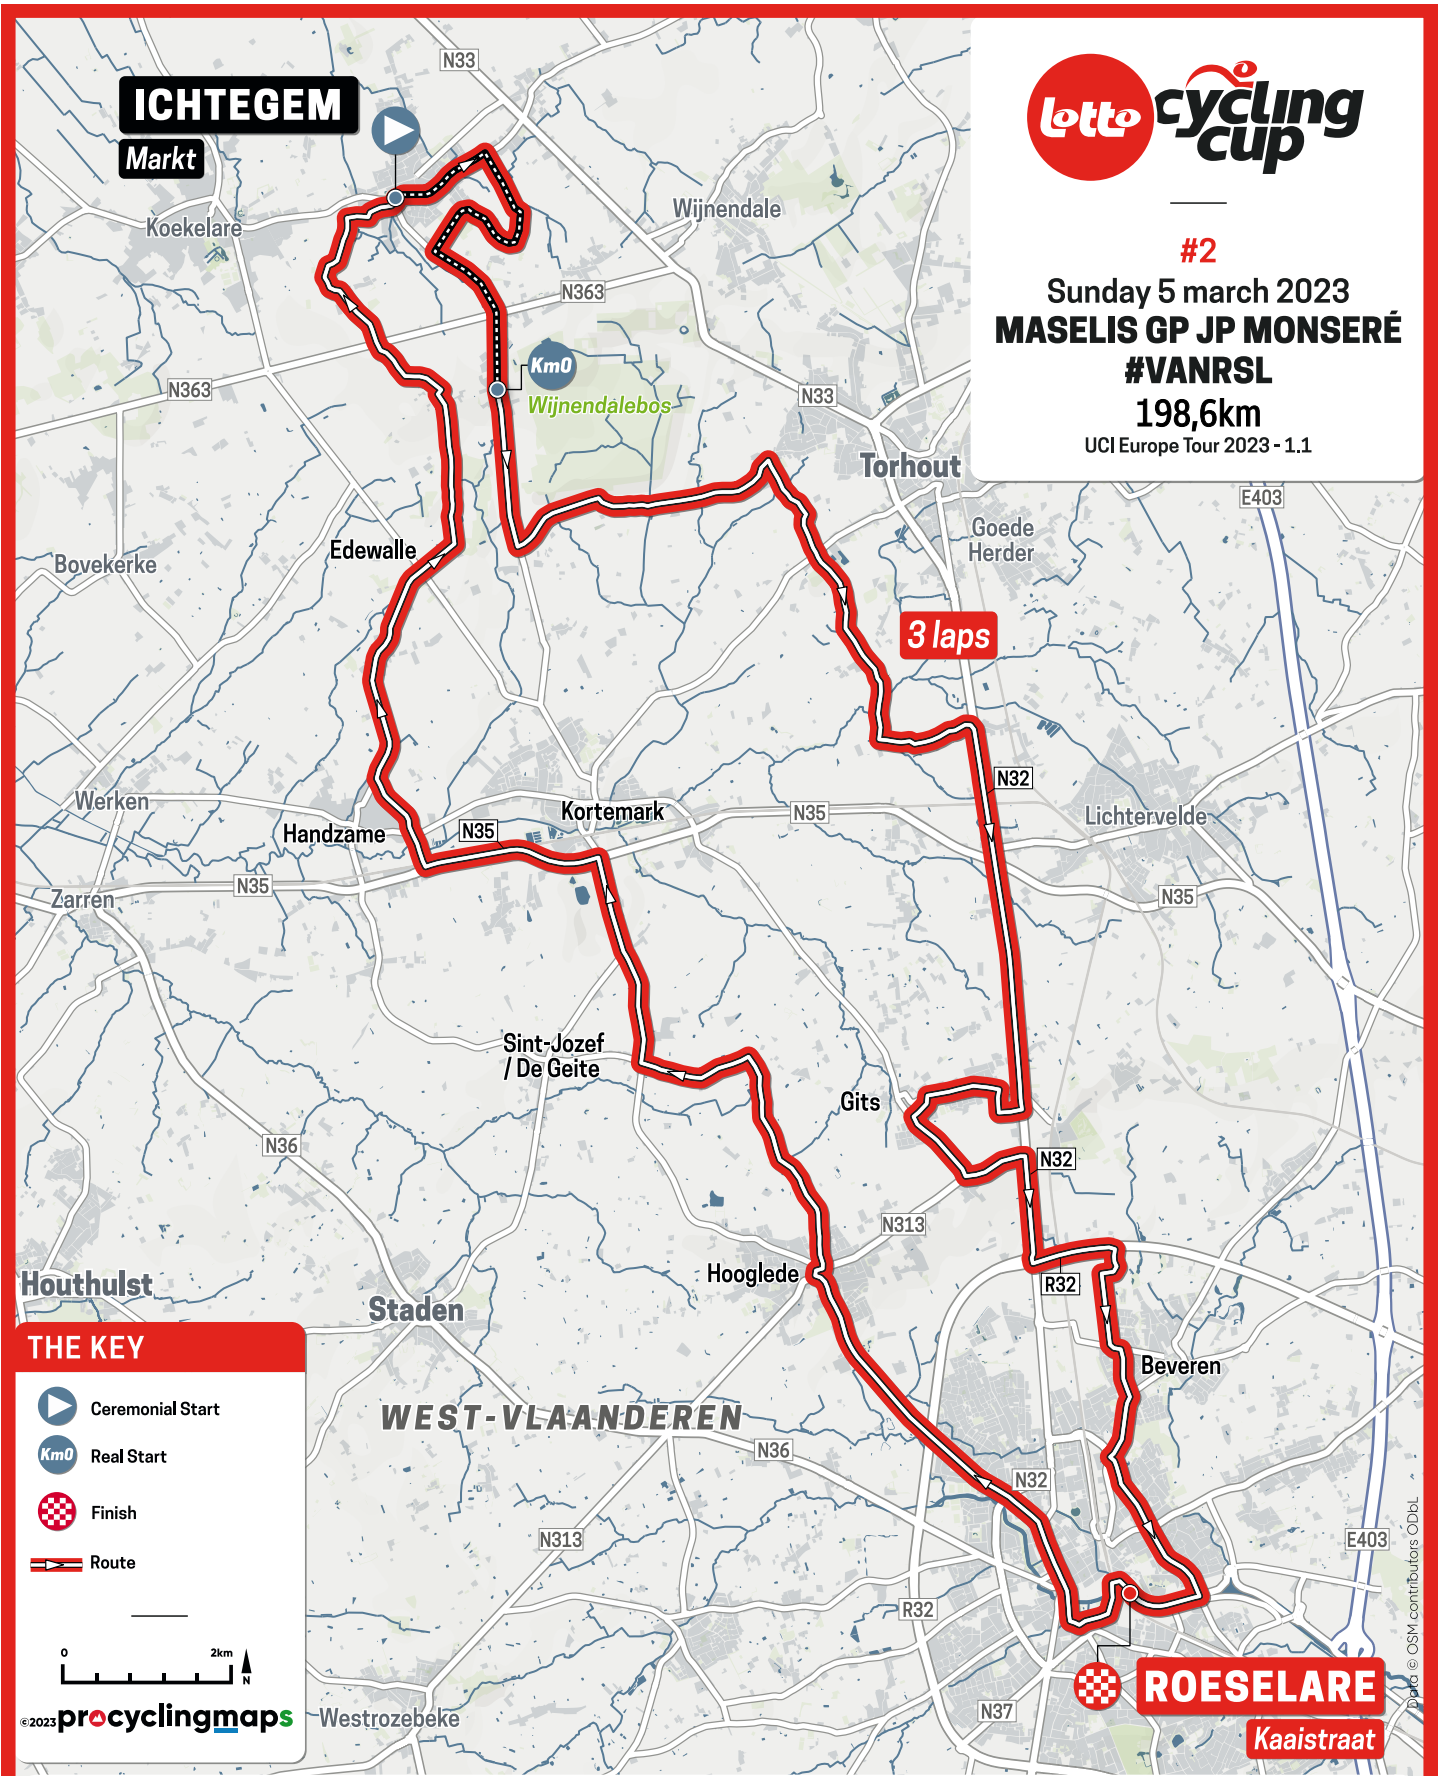 ICHTEGEM
Markt
lotto cycling cup
#2
Sunday 5 march 2023
MASELIS GP JP MONSERÉ
#VANRSL
198,6km
UCI Europe Tour 2023 - 1.1
N33
Koekelare
Wijnendale
N363
Km0
N363
Wijnendalebos
N33
Torhout
E403
Goede
Herder
Edewalle
Bovekerke
3 laps
N32
Werken
Kortemark
N35
Lichtervelde
Handzame
N35
N35
Zarren
N35
Sint-Jozef
/ De Geite
Gits
N36
N32
N313
Hooglede
R32
Houthulst
Staden
Beveren
WEST-VLAANDEREN
N36
N32
N313
E403
R32
N37
Westrozebeke
ROESELARE
Kaaistraat
THE KEY
Ceremonial Start
Km0 Real Start
Finish
Route
0 2km
N
©2023 procyclingmaps
Data © OSM contributors ODbL